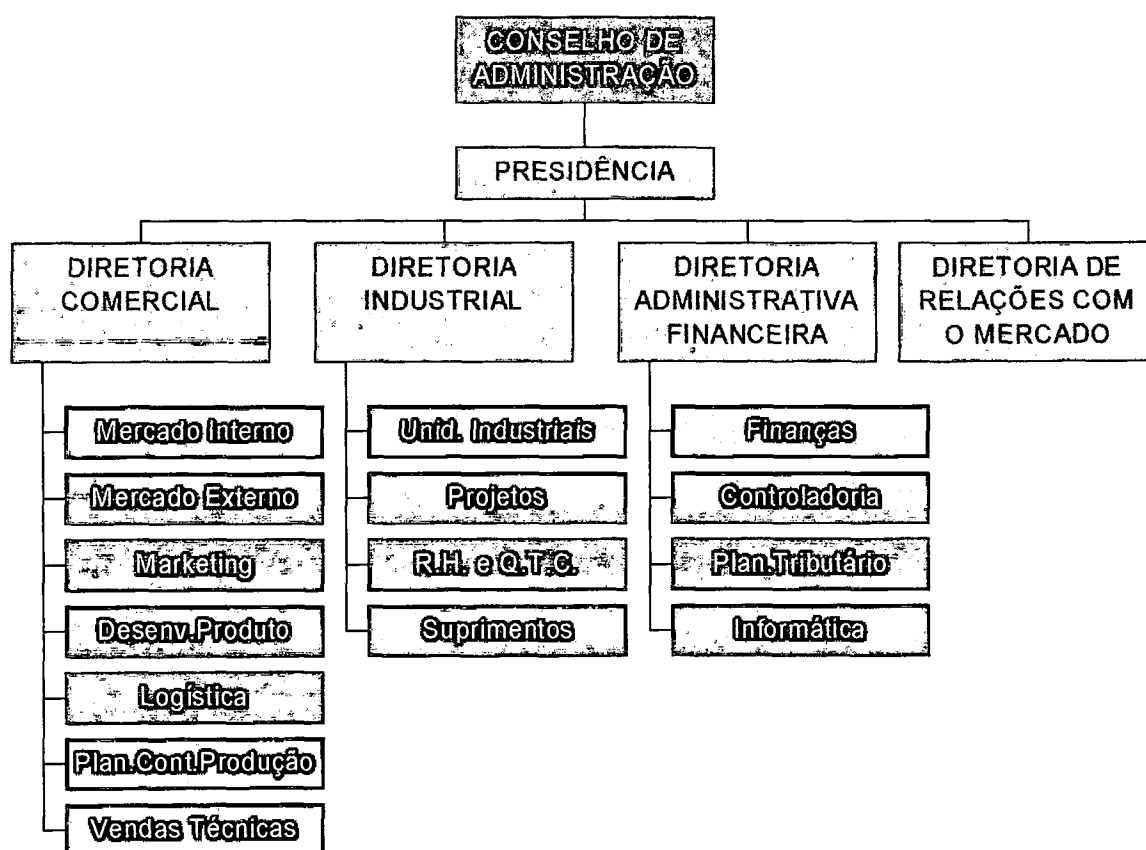 CONSELHO DE
ADMINISTRAÇÃO
PRESIDÊNCIA
DIRETORIA
COMERCIAL
DIRETORIA
INDUSTRIAL
DIRETORIA
ADMINISTRATIVA
FINANCEIRA
DIRETORIA DE
RELAÇÕES COM
O MERCADO
Mercado Interno
Mercado Externo
Marketing
Desenv.Produto
Logística
Plan.Cont.Produção
Vendas Técnicas
Unid. Industriais
Projetos
R.H. e Q.T.C.
Suprimentos
Finanças
Controladoria
Plan.Tributário
Informática